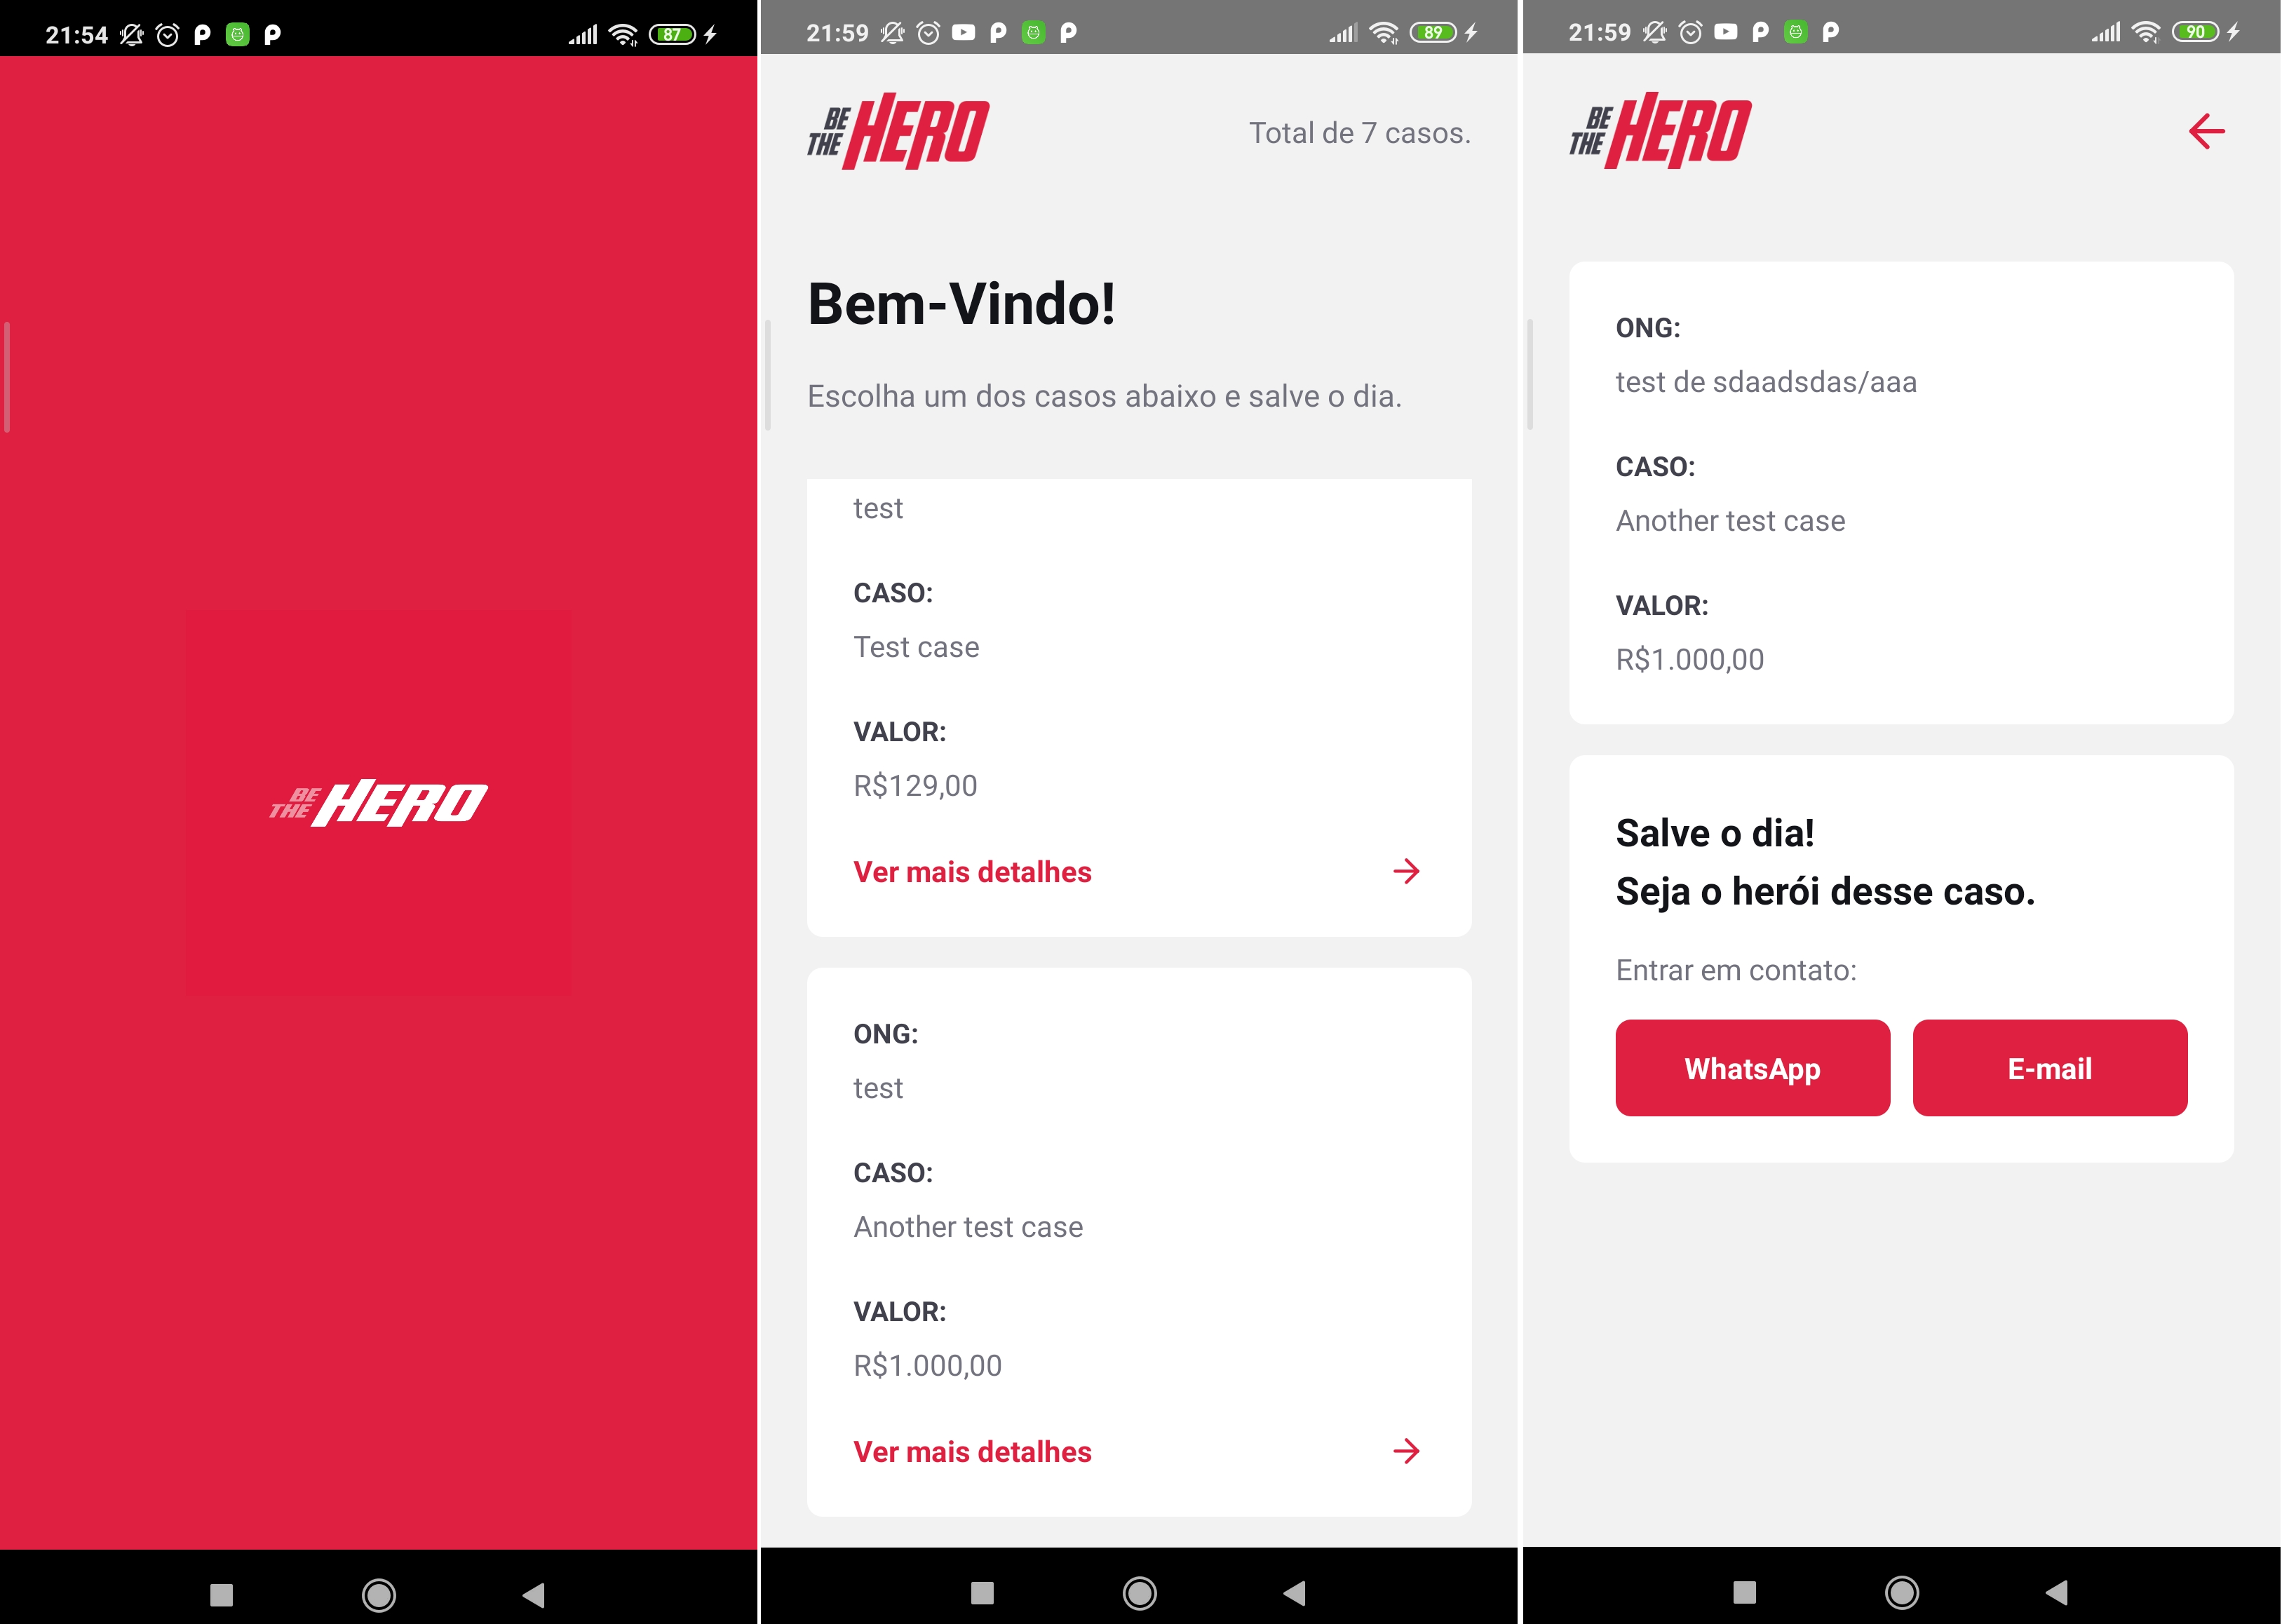 21:54
87
BE
THE HERO
21:59
89
BE
THE HERO
Total de 7 casos.
Bem-Vindo!
Escolha um dos casos abaixo e salve o dia.
test
CASO:
Test case
VALOR:
R$129,00
Ver mais detalhes
ONG:
test
CASO:
Another test case
VALOR:
R$1.000,00
Ver mais detalhes
21:59
90
BE
THE HERO
ONG:
test de sdaadsdas/aaa
CASO:
Another test case
VALOR:
R$1.000,00
Salve o dia!
Seja o herói desse caso.
Entrar em contato:
WhatsApp
E-mail